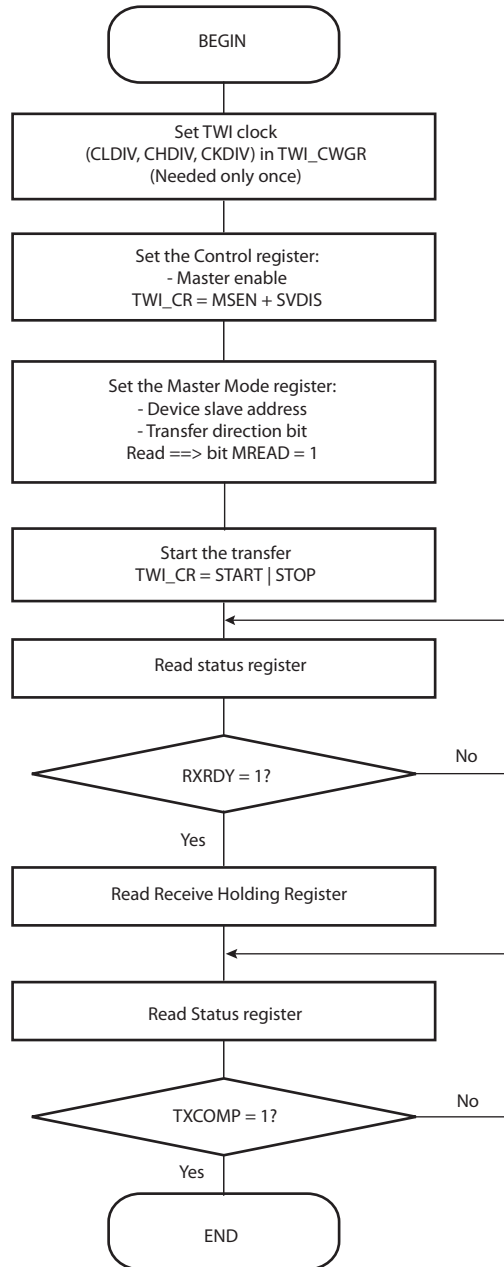 BEGIN
Set TWI clock
(CLDIV, CHDIV, CKDIV) in TWI_CWGR
(Needed only once)
Set the Control register:
- Master enable
TWI_CR = MSEN + SVDIS
Set the Master Mode register:
- Device slave address
- Transfer direction bit
Read ==> bit MREAD = 1
Start the transfer
TWI_CR = START | STOP
Read status register
RXRDY = 1?
No
Yes
Read Receive Holding Register
Read Status register
TXCOMP = 1?
No
Yes
END